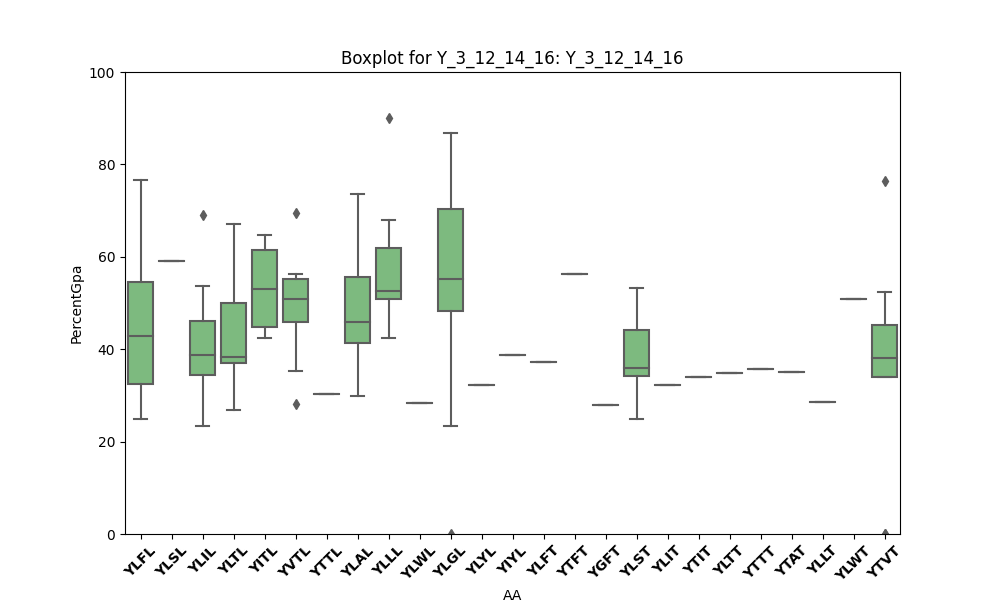 Boxplot for Y_3_12_14_16: Y_3_12_14_16
100
80
60
40
20
0
PercentGpa
YLFL
YLSL
YLIL
YLTL
YITL
YVTL
YTTL
YLAL
YLLL
YLWL
YLGL
YLYL
YIYL
YLFT
YTFT
YGFT
YLST
YLIT
YTIT
YLTT
YTTT
YTAT
YLLT
YLWT
YTVT
AA